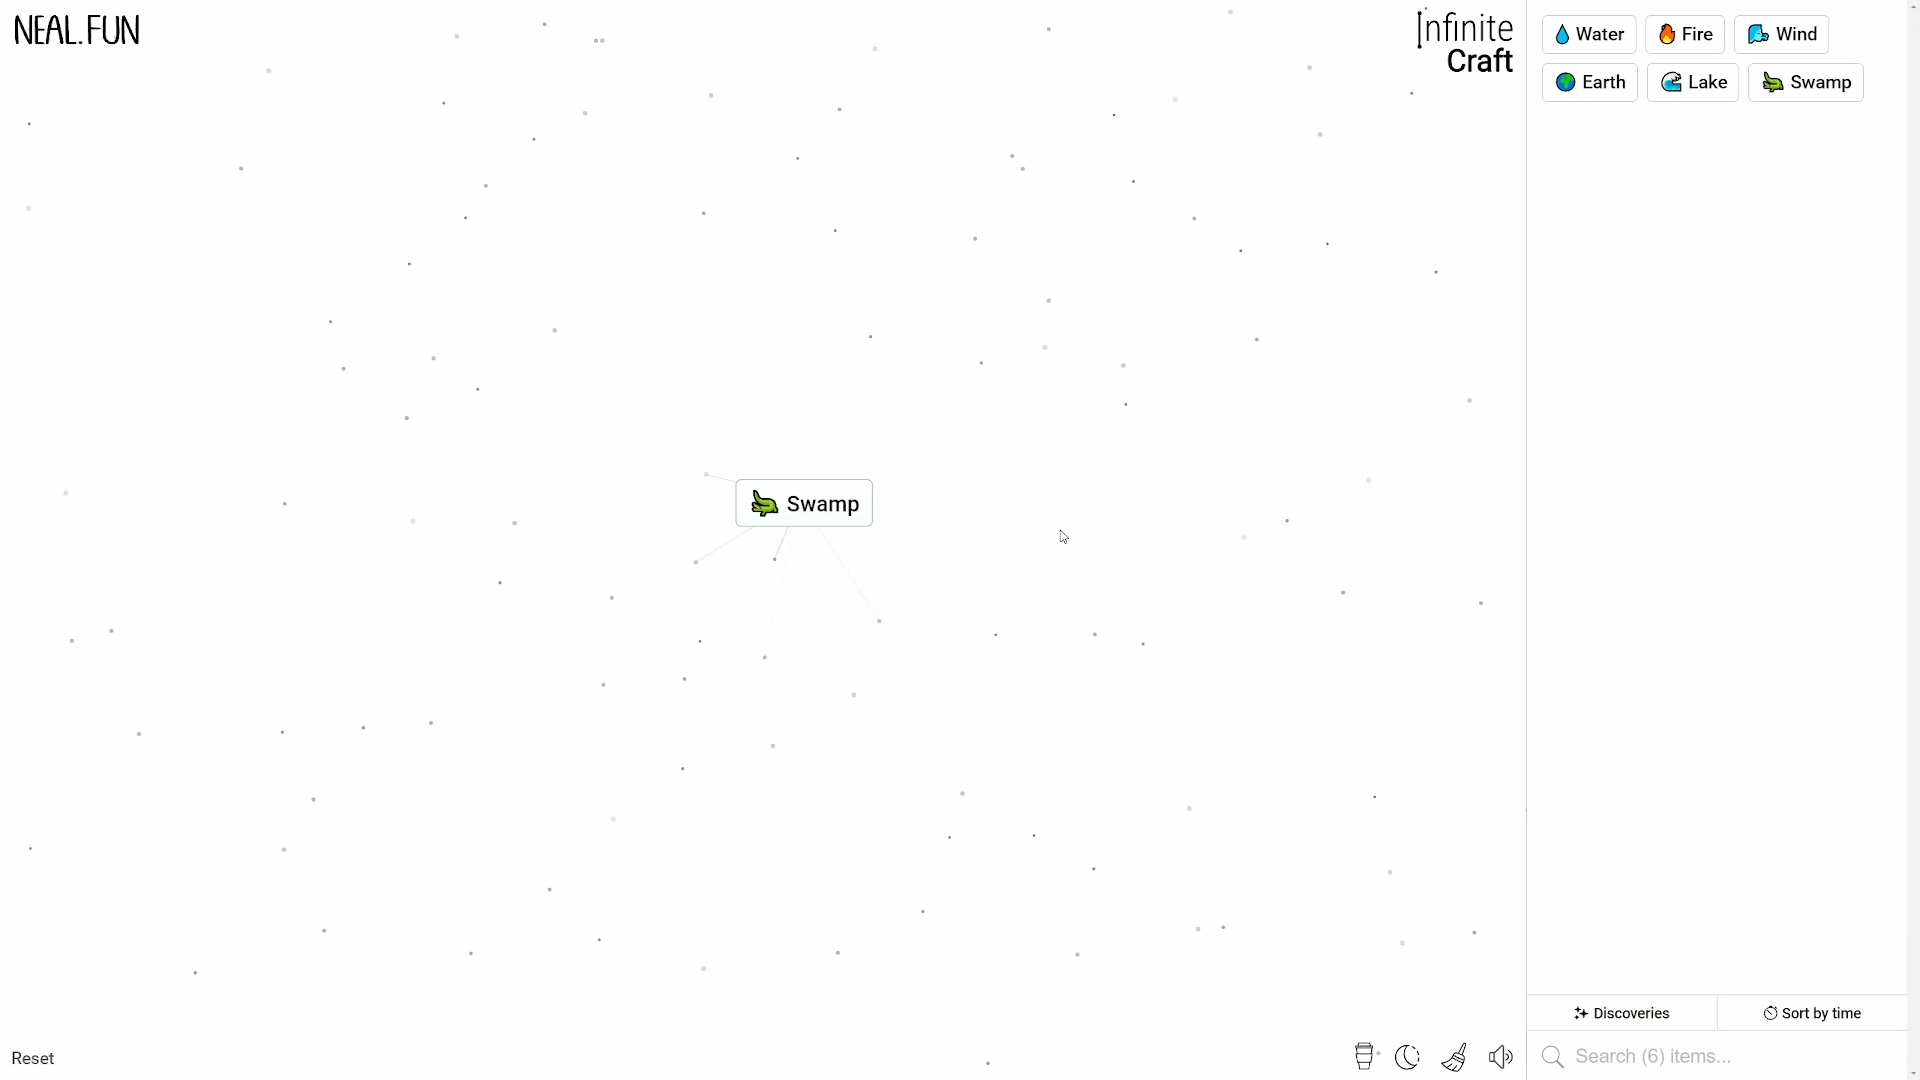 NEAL.FUN
Infinite
Craft
Water
Fire
Wind
Earth
Lake
Swamp
Swamp
Discoveries
Sort by time
Reset
Search (6) items...